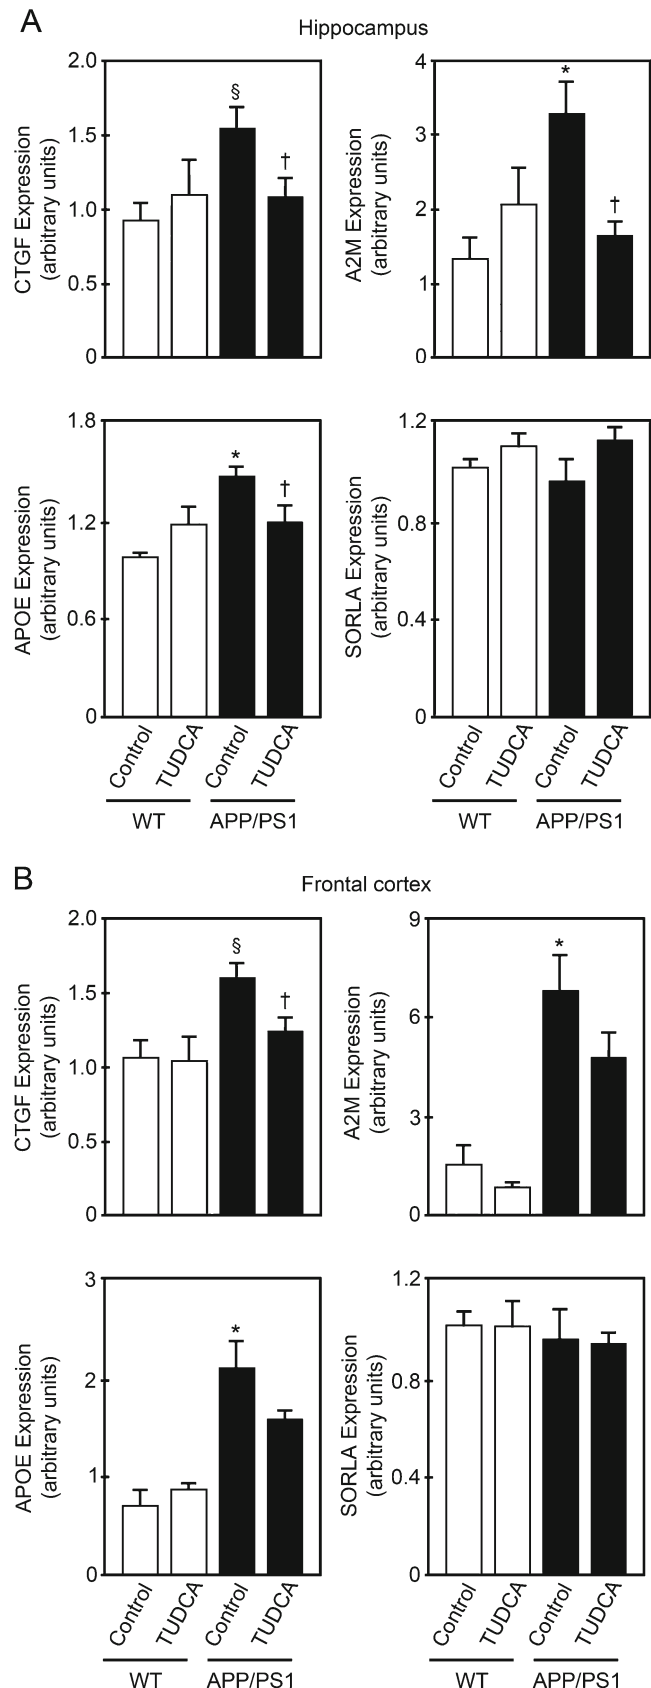 A
Hippocampus
CTGF Expression
(arbitrary units)
2.0
1.5
1.0
0.5
0
§
†
A2M Expression
(arbitrary units)
4
3
2
1
0
*
†
APOE Expression
(arbitrary units)
1.8
1.2
0.6
0
*
†
Control
TUDCA
Control
TUDCA
WT
APP/PS1
SORLA Expression
(arbitrary units)
1.2
0.8
0.4
0
Control
TUDCA
Control
TUDCA
WT
APP/PS1
B
Frontal cortex
CTGF Expression
(arbitrary units)
2.0
1.5
1.0
0.5
0
§
†
A2M Expression
(arbitrary units)
9
6
3
0
*
APOE Expression
(arbitrary units)
3
2
1
0
*
Control
TUDCA
Control
TUDCA
WT
APP/PS1
SORLA Expression
(arbitrary units)
1.2
0.8
0.4
0
Control
TUDCA
Control
TUDCA
WT
APP/PS1